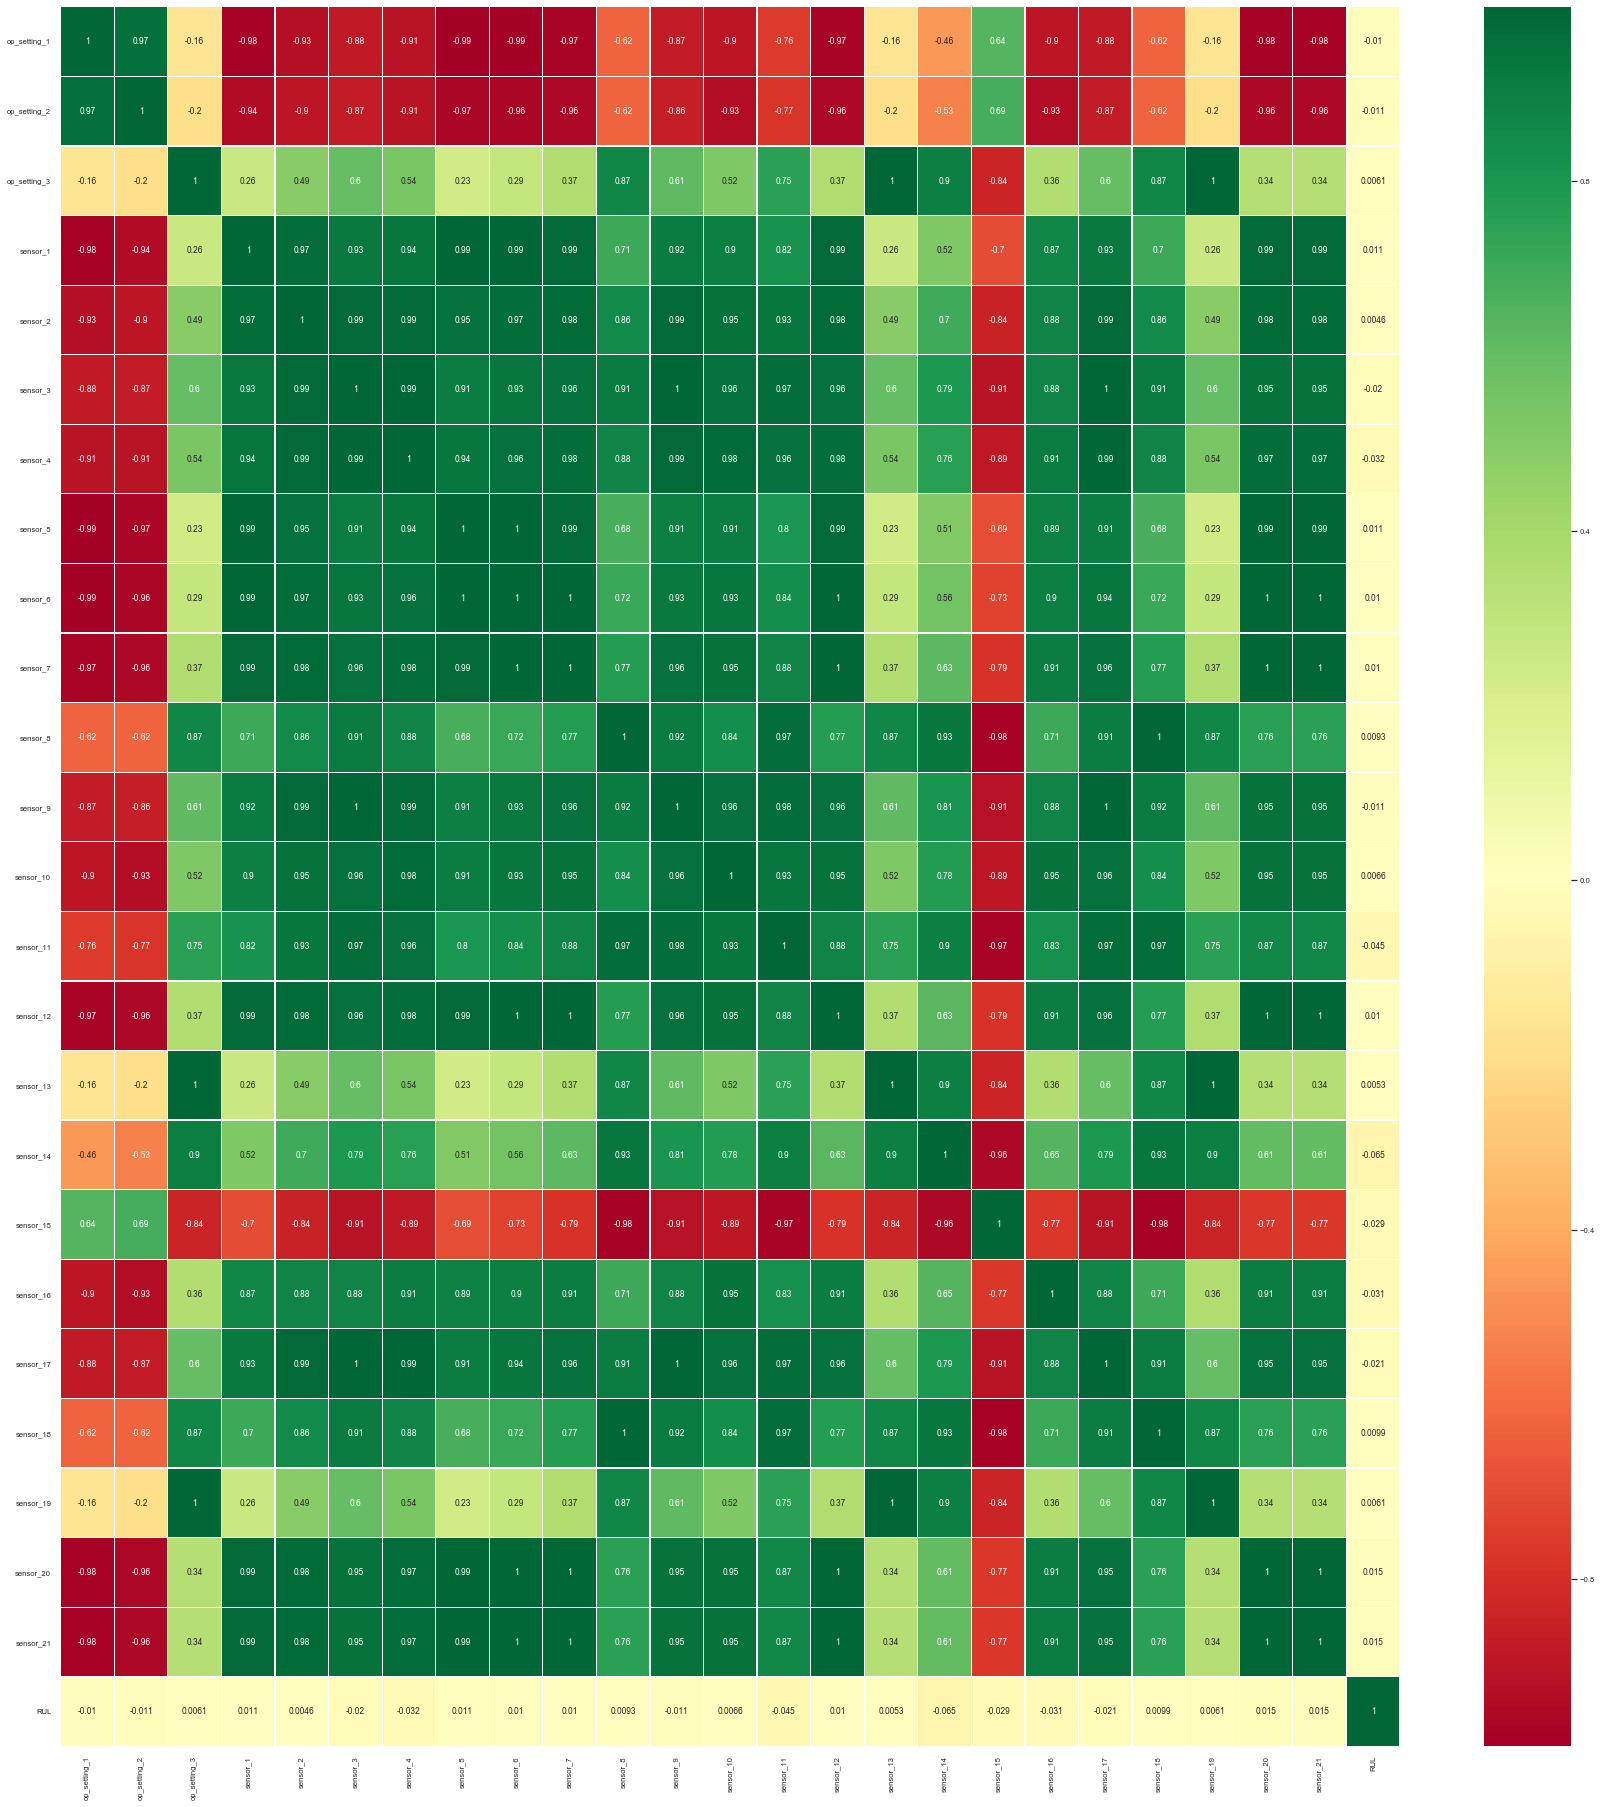 op_setting_1 1 0.97 -0.16 -0.98 -0.93 -0.88 -0.91 -0.99 -0.99 -0.97 -0.62 -0.87 -0.9 -0.76 -0.97 -0.16 -0.46 0.64 -0.9 -0.88 -0.62 -0.16 -0.98 -0.98 -0.01
op_setting_2 0.97 1 -0.2 -0.94 -0.9 -0.87 -0.91 -0.97 -0.96 -0.96 -0.62 -0.86 -0.93 -0.77 -0.96 -0.2 -0.53 0.69 -0.93 -0.87 -0.62 -0.2 -0.96 -0.96 -0.011
op_setting_3 -0.16 -0.2 1 0.26 0.49 0.6 0.54 0.23 0.29 0.37 0.87 0.61 0.52 0.75 0.37 1 0.9 -0.84 0.36 0.6 0.87 1 0.34 0.34 0.0061
sensor_1 -0.98 -0.94 0.26 1 0.97 0.93 0.94 0.99 0.99 0.99 0.71 0.92 0.9 0.82 0.99 0.26 0.52 -0.7 0.87 0.93 0.7 0.26 0.99 0.99 0.011
sensor_2 -0.93 -0.9 0.49 0.97 1 0.99 0.99 0.95 0.97 0.98 0.86 0.99 0.95 0.93 0.98 0.49 0.7 -0.84 0.88 0.99 0.86 0.49 0.98 0.98 0.0046
sensor_3 -0.88 -0.87 0.6 0.93 0.99 1 0.99 0.91 0.93 0.96 0.91 1 0.96 0.97 0.96 0.6 0.79 -0.91 0.88 1 0.91 0.6 0.95 0.95 -0.02
sensor_4 -0.91 -0.91 0.54 0.94 0.99 0.99 1 0.94 0.96 0.98 0.88 0.99 0.98 0.96 0.98 0.54 0.76 -0.89 0.91 0.99 0.88 0.54 0.97 0.97 -0.032
sensor_5 -0.99 -0.97 0.23 0.99 0.95 0.91 0.94 1 1 0.99 0.68 0.91 0.91 0.8 0.99 0.23 0.51 -0.69 0.89 0.91 0.68 0.23 0.99 0.99 0.011
sensor_6 -0.99 -0.96 0.29 0.99 0.97 0.93 0.96 1 1 1 0.72 0.93 0.93 0.84 1 0.29 0.56 -0.73 0.9 0.94 0.72 0.29 1 1 0.01
sensor_7 -0.97 -0.96 0.37 0.99 0.98 0.96 0.98 0.99 1 1 0.77 0.96 0.95 0.88 1 0.37 0.63 -0.79 0.91 0.96 0.77 0.37 1 1 0.01
sensor_8 -0.62 -0.62 0.87 0.71 0.86 0.91 0.88 0.68 0.72 0.77 1 0.92 0.84 0.97 0.77 0.87 0.93 -0.98 0.71 0.91 1 0.87 0.76 0.76 0.0093
sensor_9 -0.87 -0.86 0.61 0.92 0.99 1 0.99 0.91 0.93 0.96 0.92 1 0.96 0.98 0.96 0.61 0.81 -0.91 0.88 1 0.92 0.61 0.95 0.95 -0.011
sensor_10 -0.9 -0.93 0.52 0.9 0.95 0.96 0.98 0.91 0.93 0.95 0.84 0.96 1 0.93 0.95 0.52 0.78 -0.89 0.95 0.96 0.84 0.52 0.95 0.95 0.0066
sensor_11 -0.76 -0.77 0.75 0.82 0.93 0.97 0.96 0.8 0.84 0.88 0.97 0.98 0.93 1 0.88 0.75 0.9 -0.97 0.83 0.97 0.97 0.75 0.87 0.87 -0.045
sensor_12 -0.97 -0.96 0.37 0.99 0.98 0.96 0.98 0.99 1 1 0.77 0.96 0.95 0.88 1 0.37 0.63 -0.79 0.91 0.96 0.77 0.37 1 1 0.01
sensor_13 -0.16 -0.2 1 0.26 0.49 0.6 0.54 0.23 0.29 0.37 0.87 0.61 0.52 0.75 0.37 1 0.9 -0.84 0.36 0.6 0.87 1 0.34 0.34 0.0053
sensor_14 -0.46 -0.53 0.9 0.52 0.7 0.79 0.76 0.51 0.56 0.63 0.93 0.81 0.78 0.9 0.63 0.9 1 -0.96 0.65 0.79 0.93 0.9 0.61 0.61 -0.065
sensor_15 0.64 0.69 -0.84 -0.7 -0.84 -0.91 -0.89 -0.69 -0.73 -0.79 -0.98 -0.91 -0.89 -0.97 -0.79 -0.84 -0.96 1 -0.77 -0.91 -0.98 -0.84 -0.77 -0.77 -0.029
sensor_16 -0.9 -0.93 0.36 0.87 0.88 0.88 0.91 0.89 0.9 0.91 0.71 0.88 0.95 0.83 0.91 0.36 0.65 -0.77 1 0.88 0.71 0.36 0.91 0.91 -0.031
sensor_17 -0.88 -0.87 0.6 0.93 0.99 1 0.99 0.91 0.94 0.96 0.91 1 0.96 0.97 0.96 0.6 0.79 -0.91 0.88 1 0.91 0.6 0.95 0.95 -0.021
sensor_18 -0.62 -0.62 0.87 0.7 0.86 0.91 0.88 0.68 0.72 0.77 1 0.92 0.84 0.97 0.77 0.87 0.93 -0.98 0.71 0.91 1 0.87 0.76 0.76 0.0099
sensor_19 -0.16 -0.2 1 0.26 0.49 0.6 0.54 0.23 0.29 0.37 0.87 0.61 0.52 0.75 0.37 1 0.9 -0.84 0.36 0.6 0.87 1 0.34 0.34 0.0061
sensor_20 -0.98 -0.96 0.34 0.99 0.98 0.95 0.97 0.99 1 1 0.76 0.95 0.95 0.87 1 0.34 0.61 -0.77 0.91 0.95 0.76 0.34 1 1 0.015
sensor_21 -0.98 -0.96 0.34 0.99 0.98 0.95 0.97 0.99 1 1 0.76 0.95 0.95 0.87 1 0.34 0.61 -0.77 0.91 0.95 0.76 0.34 1 1 0.015
RUL -0.01 -0.011 0.0061 0.011 0.0046 -0.02 -0.032 0.011 0.01 0.01 0.0093 -0.011 0.0066 -0.045 0.01 0.0053 -0.065 -0.029 -0.031 -0.021 0.0099 0.0061 0.015 0.015 1
op_setting_1
op_setting_2
op_setting_3
sensor_1
sensor_2
sensor_3
sensor_4
sensor_5
sensor_6
sensor_7
sensor_8
sensor_9
sensor_10
sensor_11
sensor_12
sensor_13
sensor_14
sensor_15
sensor_16
sensor_17
sensor_18
sensor_19
sensor_20
sensor_21
RUL
0.8
0.4
0.0
−0.4
−0.8